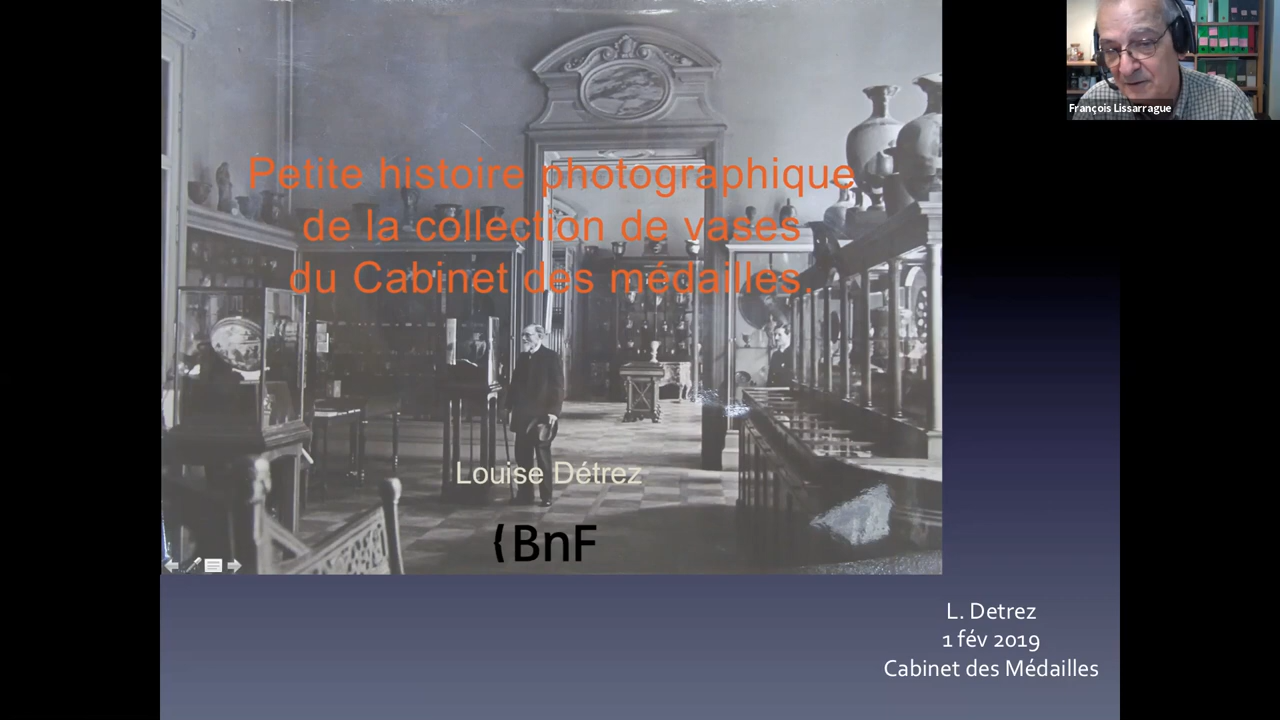 François Lissarrague
Petite histoire photographique
de la collection de vases
du Cabinet des médailles.
Louise Détrez
{BnF
L. Detrez
1 fév 2019
Cabinet des Médailles